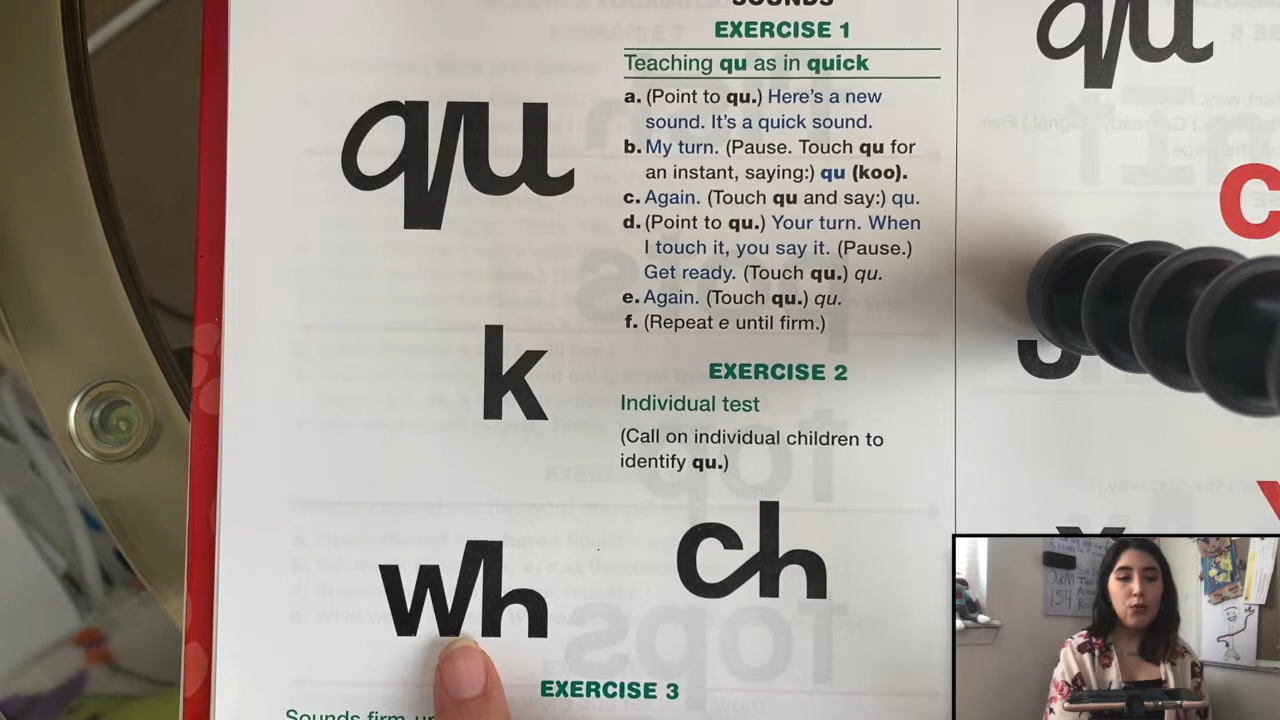 SOUNDS
EXERCISE 1
Teaching qu as in quick
a. (Point to qu.) Here's a new
sound. It's a quick sound.
b. My turn. (Pause. Touch qu for
an instant, saying:) qu (koo).
c. Again. (Touch qu and say:) qu.
d. (Point to qu.) Your turn. When
I touch it, you say it. (Pause.)
Get ready. (Touch qu.) qu.
e. Again. (Touch qu.) qu.
f. (Repeat e until firm.)
EXERCISE 2
Individual test
(Call on individual children to
identify qu.)
qu
k
wh
ch
EXERCISE 3
Sounds firm
qu
c